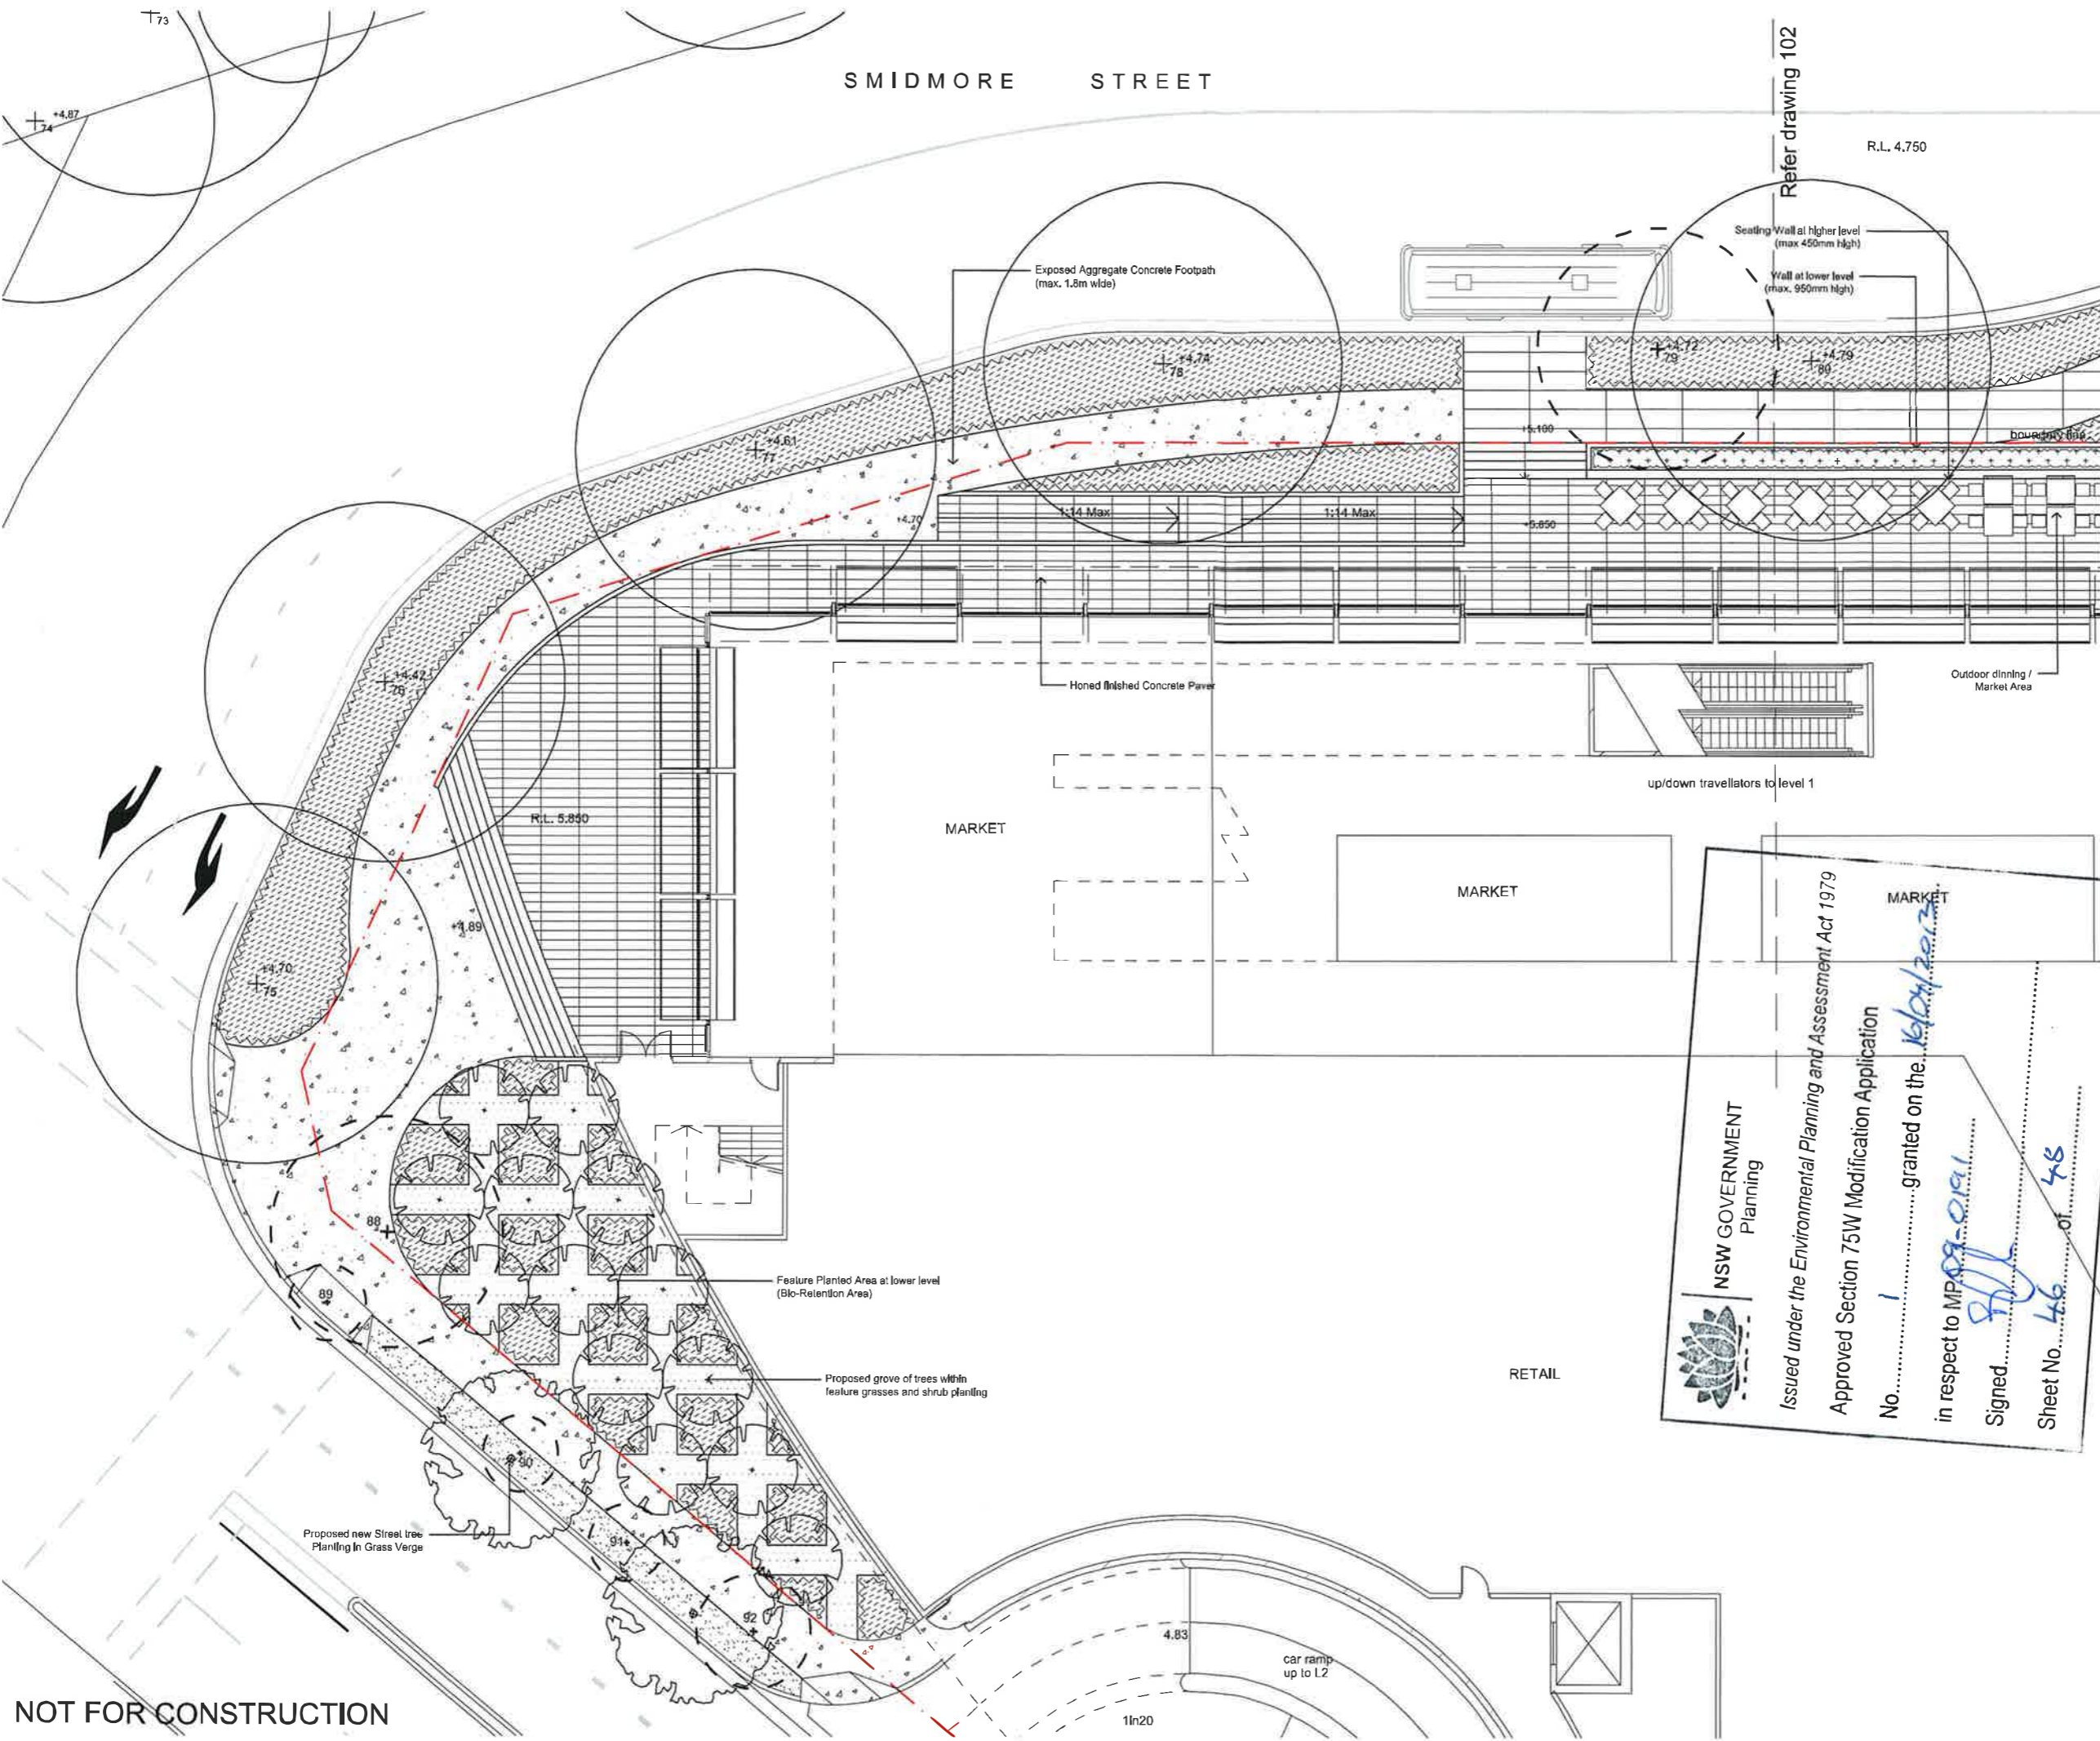 73
+4.87
74
SMIDMORE STREET
Refer drawing 102
R.L. 4.750
Seating Wall at higher level
(max 450mm high)
Wall at lower level
(max. 950mm high)
Exposed Aggregate Concrete Footpath
(max. 1.8m wide)
+4.74
78
+4.72
79
+4.79
80
+4.61
77
+5.100
boundary line
+4.70
1:14 Max
1:14 Max
+5.850
+4.42
76
Honed finished Concrete Paver
Outdoor dinning /
Market Area
up/down travellators to level 1
R.L. 5.850
MARKET
MARKET
MARKET
+4.89
+4.70
75
88
89
Feature Planted Area at lower level
(Bio-Retention Area)
Proposed grove of trees within
feature grasses and shrub planting
RETAIL
90
Proposed new Street tree
Planting in Grass Verge
91
92
4.83
car ramp
up to L2
1in20
NOT FOR CONSTRUCTION
NSW GOVERNMENT
Planning
Issued under the Environmental Planning and Assessment Act 1979
Approved Section 75W Modification Application
No. 1 granted on the 16/04/2013
in respect to MP 09-0191
Signed
Sheet No. 46 of 48